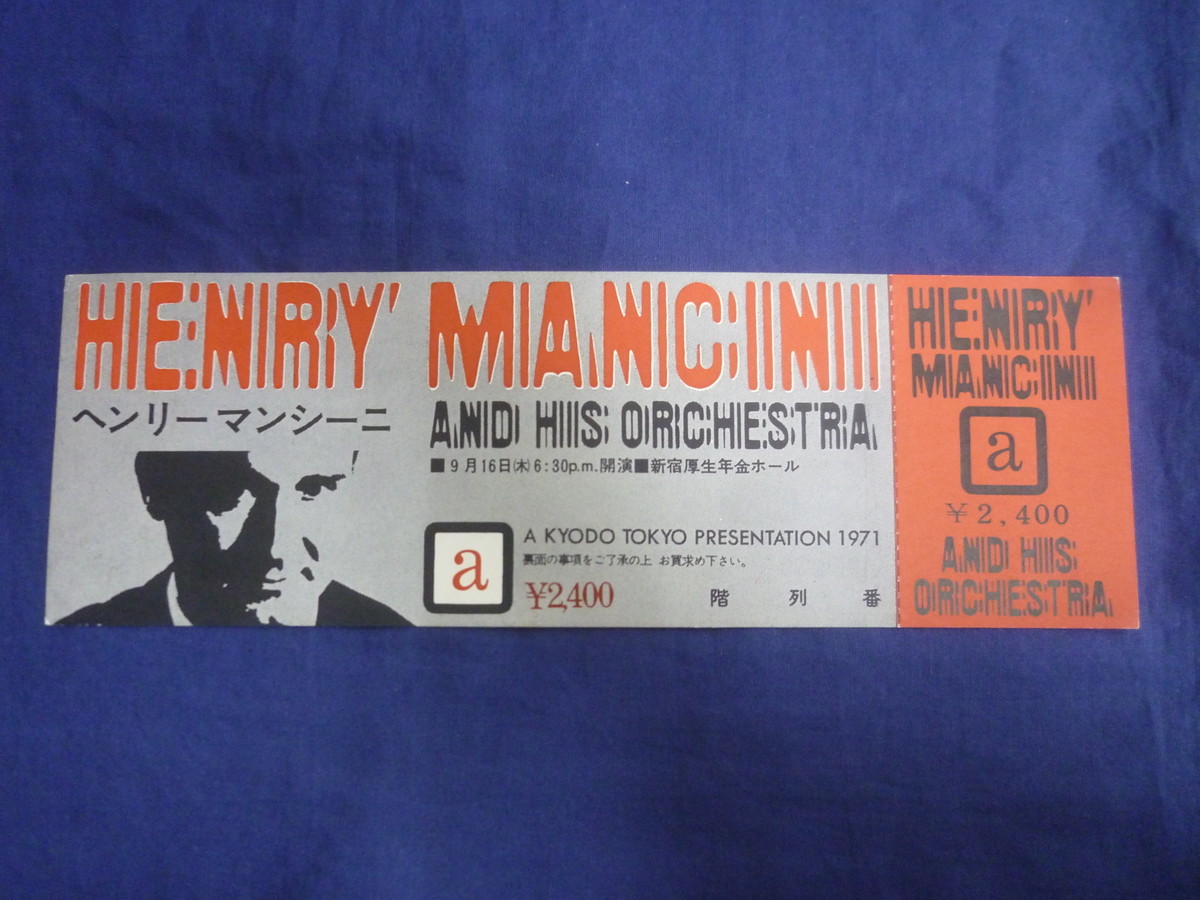 HENRY MANCINI
ヘンリー マンシーニ
AND HIS ORCHESTRA
■9月16日㈭6:30p.m.開演■新宿厚生年金ホール
a
A KYODO TOKYO PRESENTATION 1971
裏面の事項をご了承の上 お買求め下さい。
¥2,400
階 列 番
HENRY
MANCINI
a
¥2,400
AND HIS
ORCHESTRA